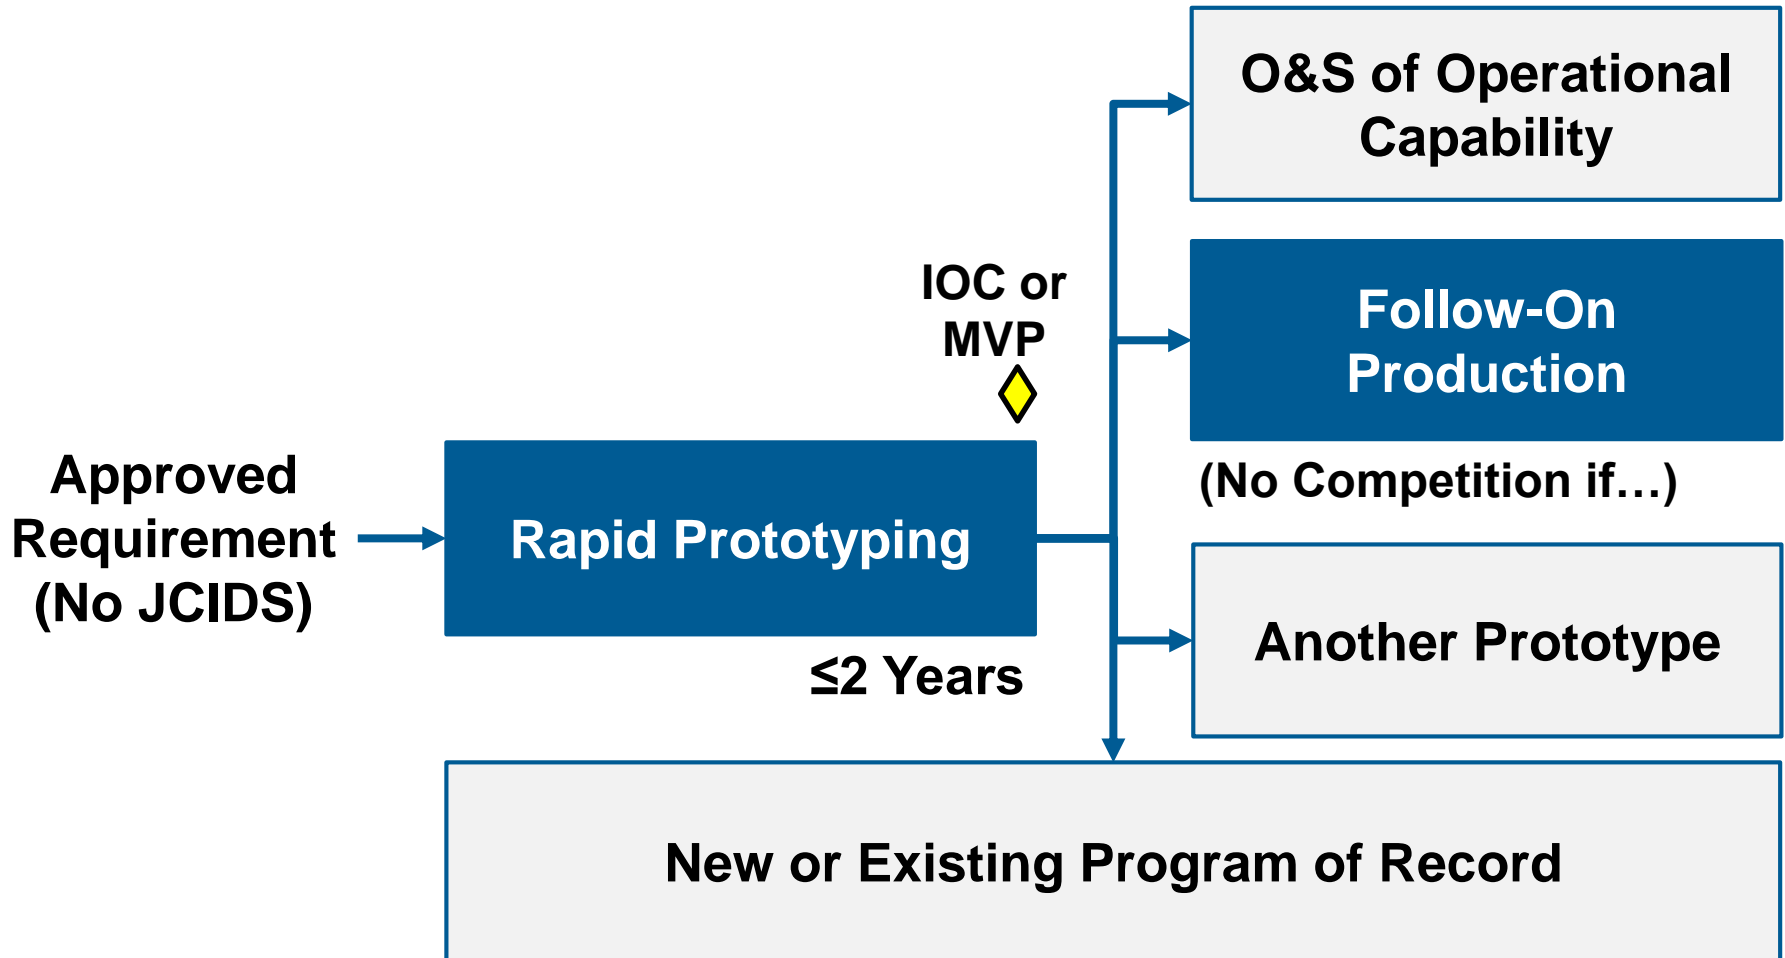 O&S of Operational
Capability
IOC or
MVP
Follow-On
Production
(No Competition if…)
Approved
Requirement
(No JCIDS)
Rapid Prototyping
≤2 Years
Another Prototype
New or Existing Program of Record